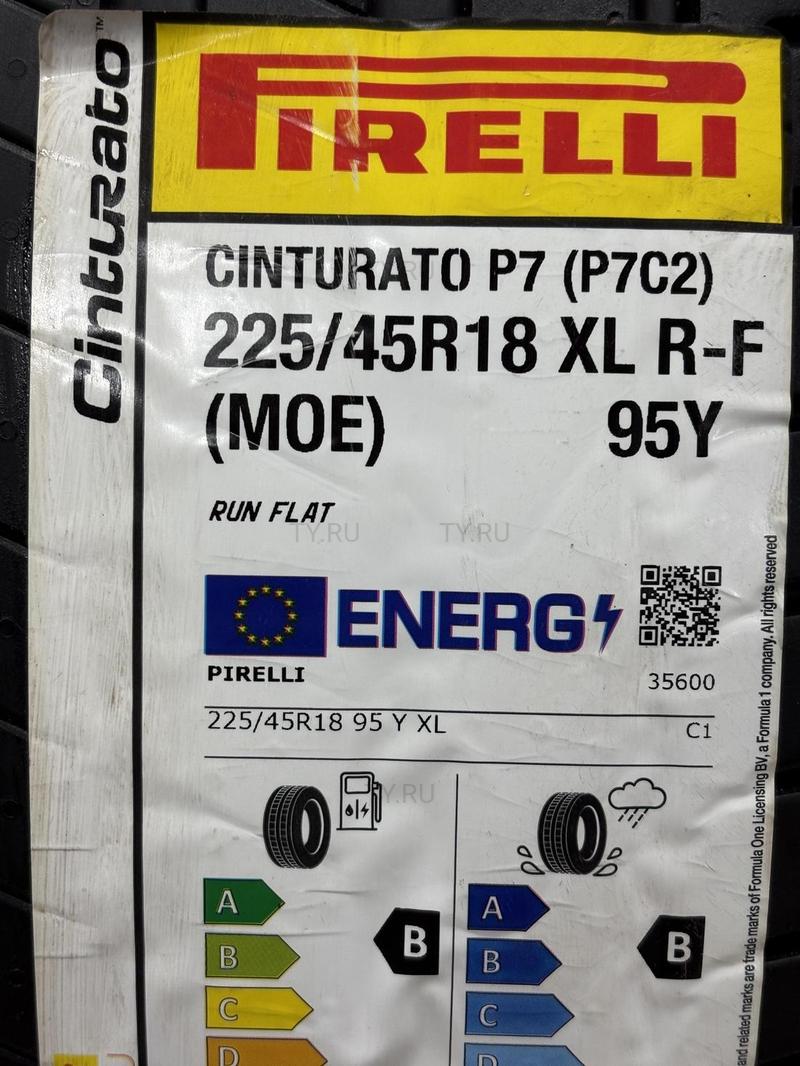 Cinturato™
PIRELLI
CINTURATO P7 (P7C2)
225/45R18 XL R-F
(MOE) 95Y
RUN FLAT
TY.RU TY.RU
ENERG
PIRELLI 35600
225/45R18 95 Y XL C1
TY.RU
A A
B B B B
C C
D D
and related marks are trade marks of Formula One Licensing BV, a Formula 1 company. All rights reserved